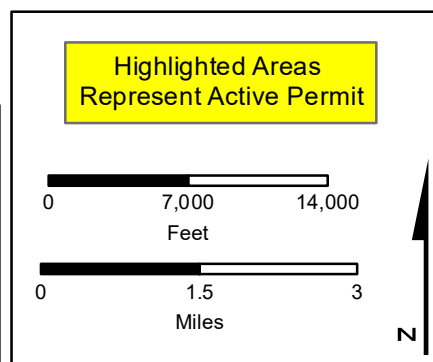 Highlighted Areas
Represent Active Permit
0 7,000 14,000
Feet
0 1.5 3
Miles
N